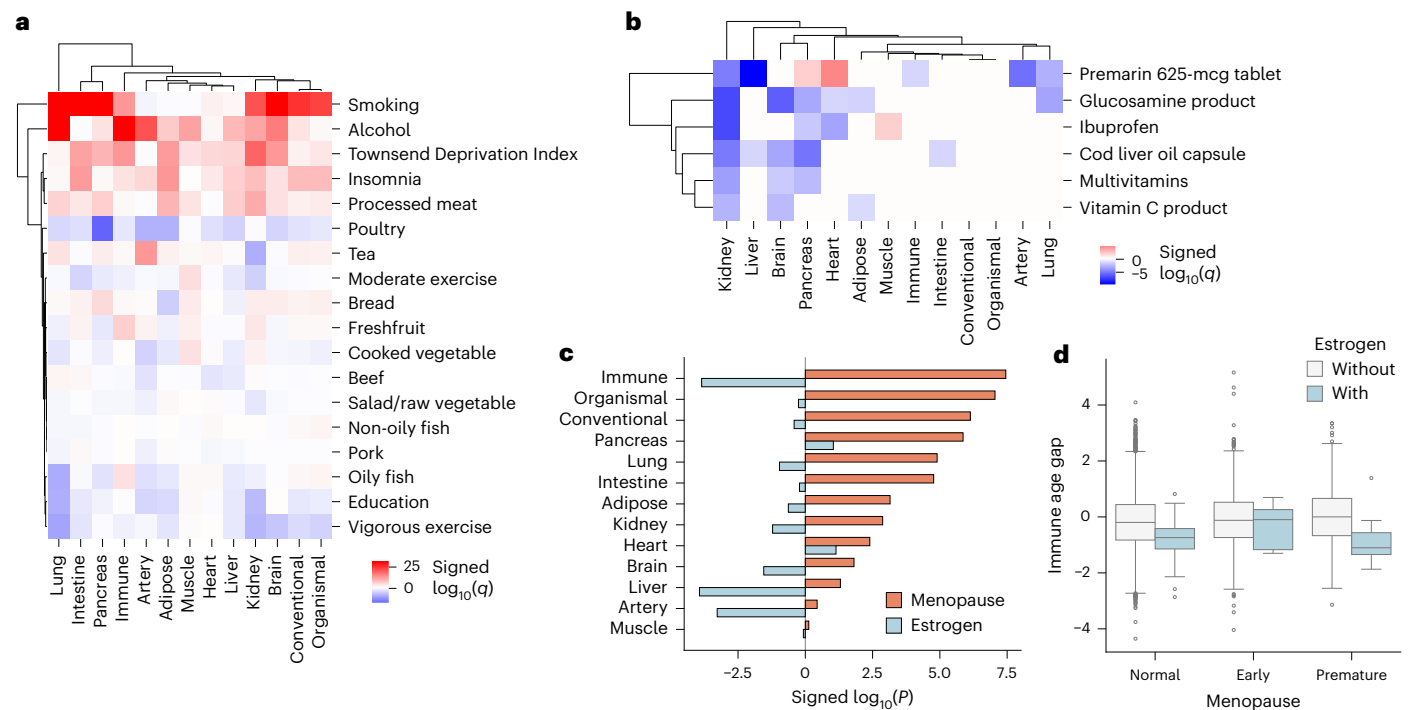 a
Smoking
Alcohol
Townsend Deprivation Index
Insomnia
Processed meat
Poultry
Tea
Moderate exercise
Bread
Freshfruit
Cooked vegetable
Beef
Salad/raw vegetable
Non-oily fish
Pork
Oily fish
Education
Vigorous exercise
Lung
Intestine
Pancreas
Immune
Artery
Adipose
Muscle
Heart
Liver
Kidney
Brain
Conventional
Organismal
25
0
Signed
log10(q)
b
Premarin 625-mcg tablet
Glucosamine product
Ibuprofen
Cod liver oil capsule
Multivitamins
Vitamin C product
Kidney
Liver
Brain
Pancreas
Heart
Adipose
Muscle
Immune
Intestine
Conventional
Organismal
Artery
Lung
0
−5
Signed
log10(q)
c
Immune
Organismal
Conventional
Pancreas
Lung
Intestine
Adipose
Kidney
Heart
Brain
Liver
Artery
Muscle
Menopause
Estrogen
−2.5 0 2.5 5.0 7.5
Signed log10(P)
d
Estrogen
Without
With
Immune age gap
4
2
0
−2
−4
Normal Early Premature
Menopause